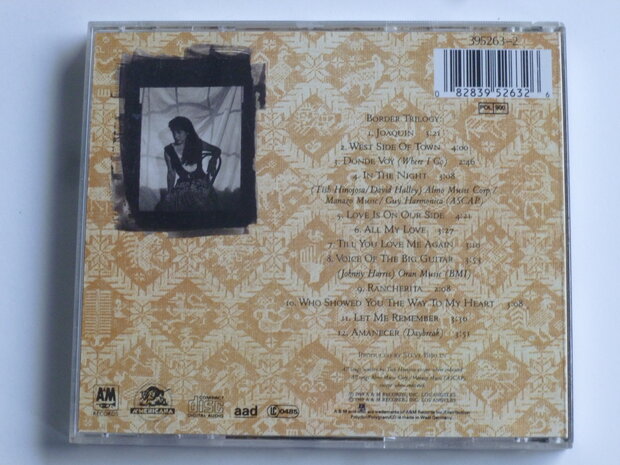 395263-2
0 82839 52632 6
POL 900
BORDER TRILOGY:
1. JOAQUIN 3:21
2. WEST SIDE OF TOWN 4:00
3. DONDE VOY (Where I Go) 2:46
4. IN THE NIGHT 3:08
(Tish Hinojosa/David Halley) Almo Music Corp./
Manazo Music/Guy Harmonica (ASCAP)
5. LOVE IS ON OUR SIDE 4:21
6. ALL MY LOVE 3:27
7. TILL YOU LOVE ME AGAIN 3:10
8. VOICE OF THE BIG GUITAR 3:53
(Johnny Harris) Oran Music (BMI)
9. RANCHERITA 2:08
10. WHO SHOWED YOU THE WAY TO MY HEART 3:08
11. LET ME REMEMBER 3:36
12. AMANECER (Daybreak) 3:51
PRODUCED BY STEVE BERLIN
A&M
RECORDS
AMERICANA
COMPACT
disc
DIGITAL AUDIO
aad
LC 0485